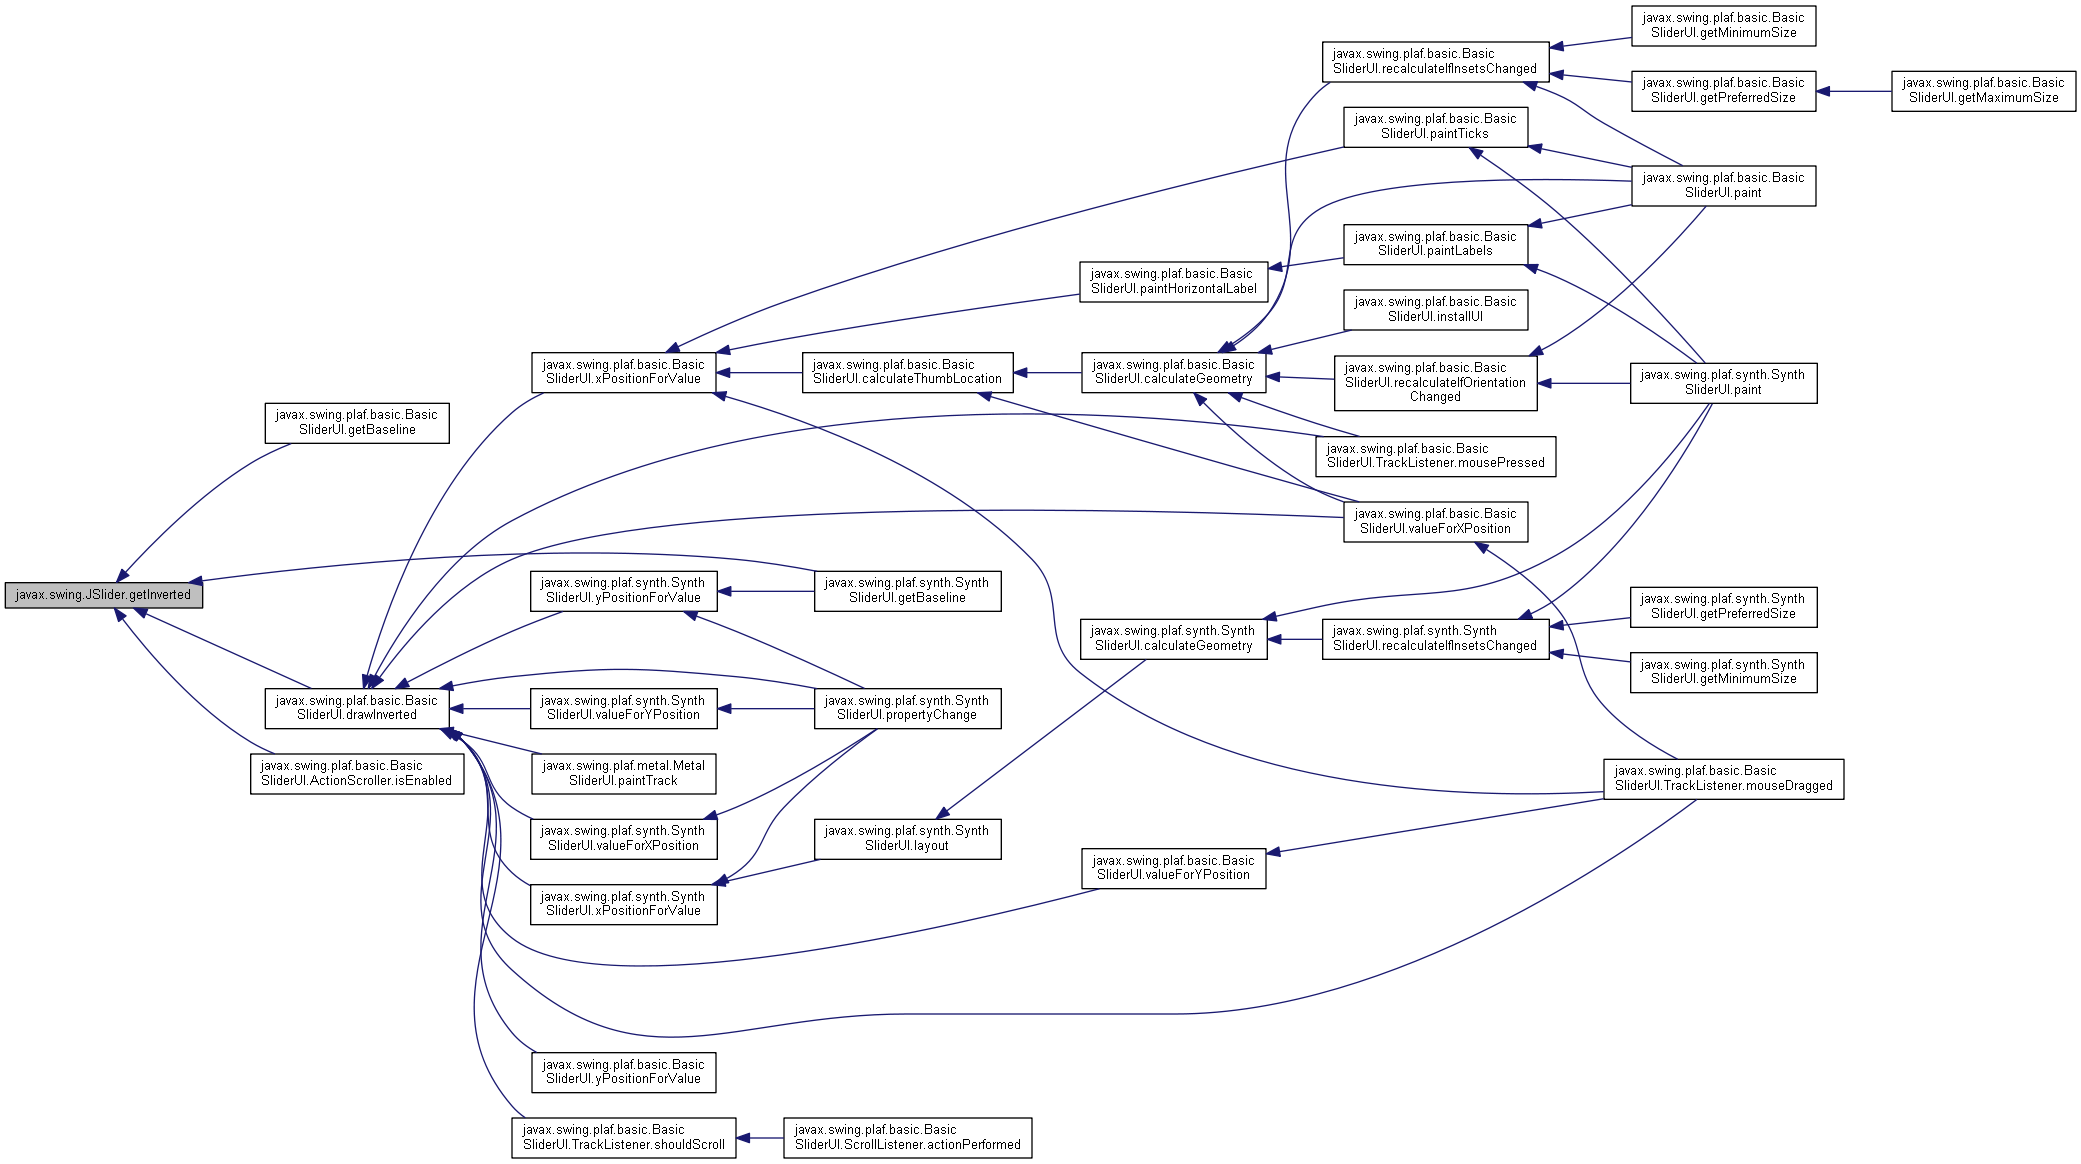 javax.swing.plaf.basic.Basic
SliderUI.getMinimumSize
javax.swing.plaf.basic.Basic
SliderUI.recalculateIfInsetsChanged
javax.swing.plaf.basic.Basic
SliderUI.getPreferredSize
javax.swing.plaf.basic.Basic
SliderUI.getMaximumSize
javax.swing.plaf.basic.Basic
SliderUI.paintTicks
javax.swing.plaf.basic.Basic
SliderUI.paint
javax.swing.plaf.basic.Basic
SliderUI.paintLabels
javax.swing.plaf.basic.Basic
SliderUI.paintHorizontalLabel
javax.swing.plaf.basic.Basic
SliderUI.installUI
javax.swing.plaf.basic.Basic
SliderUI.xPositionForValue
javax.swing.plaf.basic.Basic
SliderUI.calculateThumbLocation
javax.swing.plaf.basic.Basic
SliderUI.calculateGeometry
javax.swing.plaf.basic.Basic
SliderUI.recalculateIfOrientation
Changed
javax.swing.plaf.synth.Synth
SliderUI.paint
javax.swing.plaf.basic.Basic
SliderUI.getBaseline
javax.swing.plaf.basic.Basic
SliderUI.TrackListener.mousePressed
javax.swing.plaf.basic.Basic
SliderUI.valueForXPosition
javax.swing.JSlider.getInverted
javax.swing.plaf.synth.Synth
SliderUI.yPositionForValue
javax.swing.plaf.synth.Synth
SliderUI.getBaseline
javax.swing.plaf.synth.Synth
SliderUI.getPreferredSize
javax.swing.plaf.synth.Synth
SliderUI.calculateGeometry
javax.swing.plaf.synth.Synth
SliderUI.recalculateIfInsetsChanged
javax.swing.plaf.synth.Synth
SliderUI.getMinimumSize
javax.swing.plaf.basic.Basic
SliderUI.drawInverted
javax.swing.plaf.synth.Synth
SliderUI.valueForYPosition
javax.swing.plaf.synth.Synth
SliderUI.propertyChange
javax.swing.plaf.basic.Basic
SliderUI.ActionScroller.isEnabled
javax.swing.plaf.metal.Metal
SliderUI.paintTrack
javax.swing.plaf.basic.Basic
SliderUI.TrackListener.mouseDragged
javax.swing.plaf.synth.Synth
SliderUI.valueForXPosition
javax.swing.plaf.synth.Synth
SliderUI.layout
javax.swing.plaf.basic.Basic
SliderUI.valueForYPosition
javax.swing.plaf.synth.Synth
SliderUI.xPositionForValue
javax.swing.plaf.basic.Basic
SliderUI.yPositionForValue
javax.swing.plaf.basic.Basic
SliderUI.TrackListener.shouldScroll
javax.swing.plaf.basic.Basic
SliderUI.ScrollListener.actionPerformed